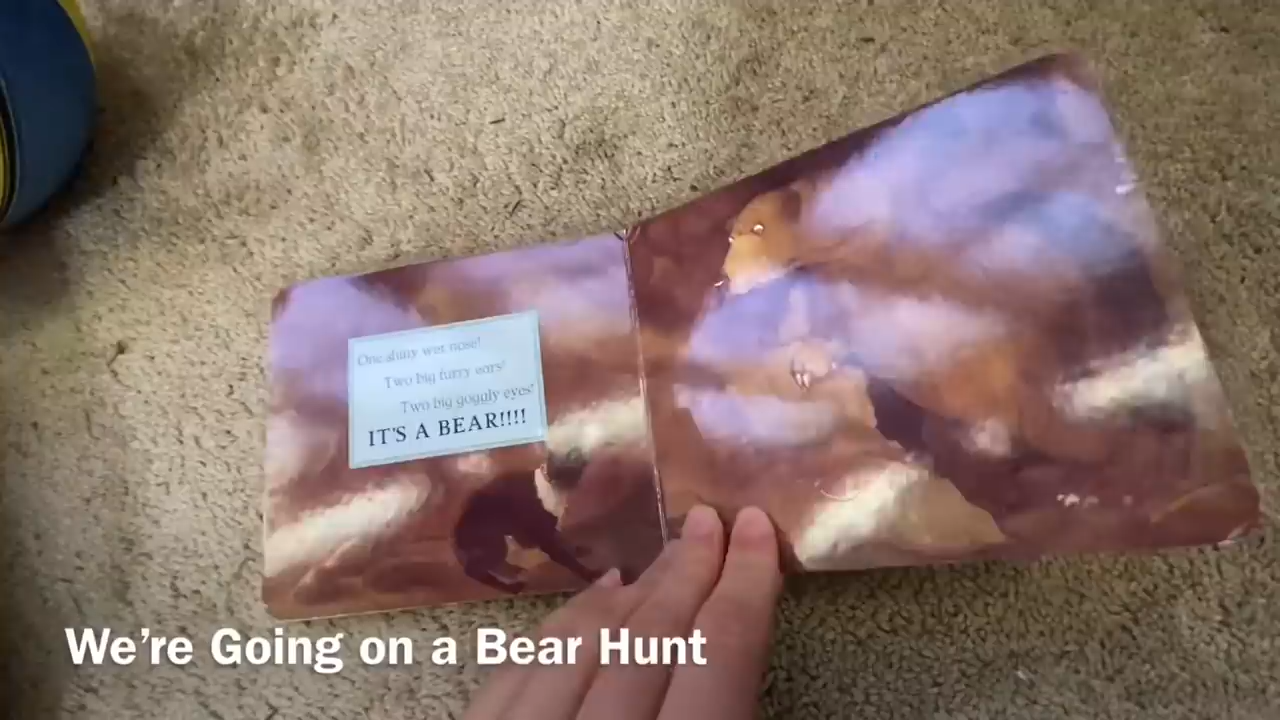 One shiny wet nose!
Two big furry ears!
Two big goggly eyes!
IT'S A BEAR!!!!
We're Going on a Bear Hunt